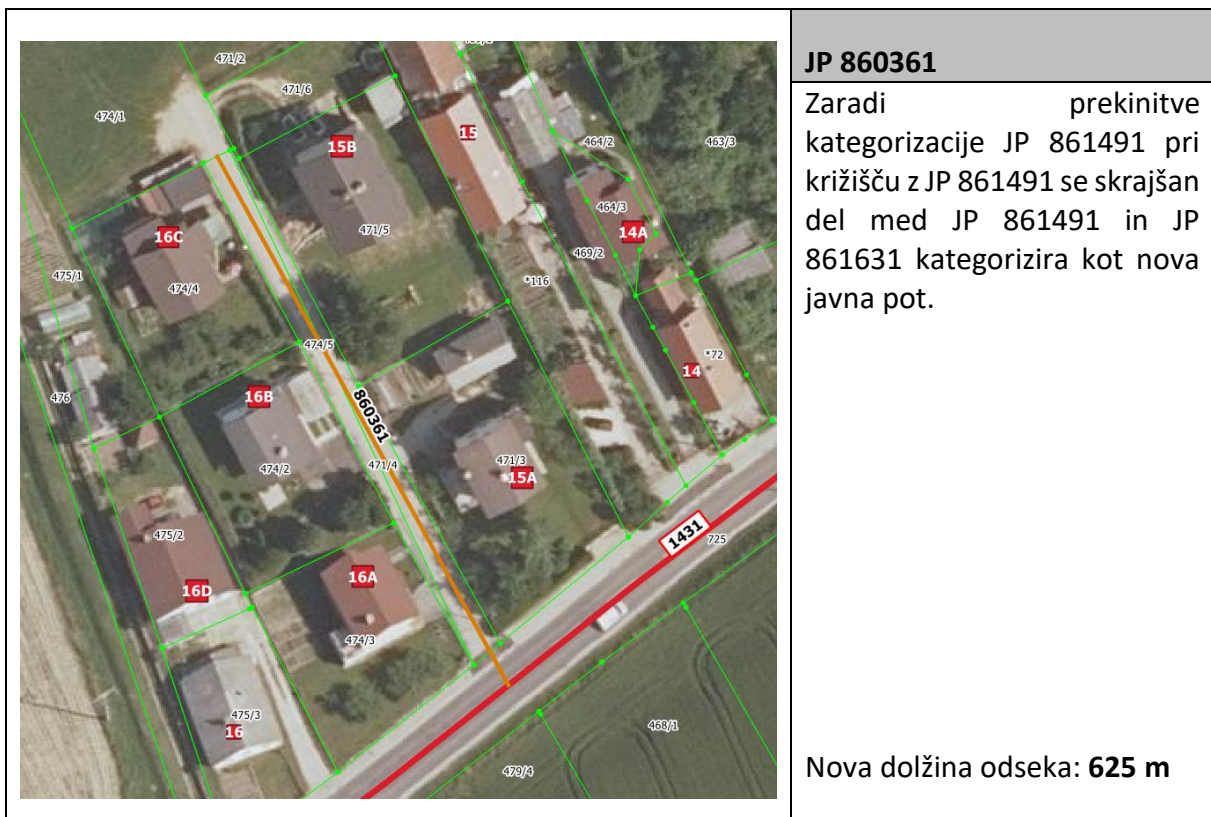 471/2
471/6
474/1
15B
15
464/2
463/3
464/3
14A
16C
471/5
469/2
475/1
474/4
*116
474/5
*72
14
476
16B
860361
474/2
471/4
471/3
15A
1431
725
475/2
16D
16A
474/3
475/3
16
468/1
479/4
JP 860361
Zaradi prekinitve
kategorizacije JP 861491 pri
križišču z JP 861491 se skrajšan
del med JP 861491 in JP
861631 kategorizira kot nova
javna pot.
Nova dolžina odseka: 625 m